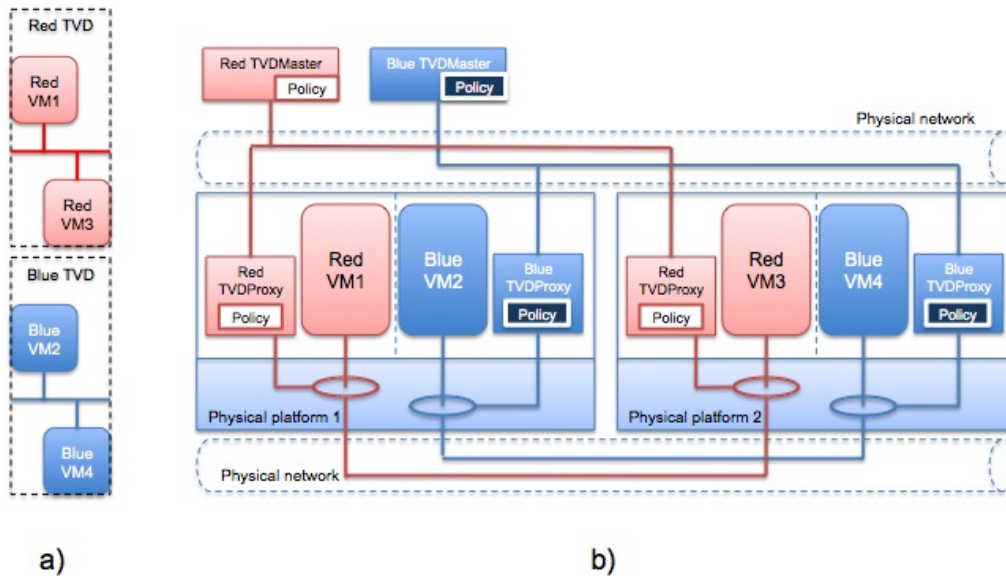 Red TVD
Red
VM1
Red
VM3
Blue TVD
Blue
VM2
Blue
VM4
a)
Red TVDMaster
Policy
Blue TVDMaster
Policy
Physical network
Red
TVDProxy
Policy
Red
VM1
Blue
VM2
Blue
TVDProxy
Policy
Physical platform 1
Red
TVDProxy
Policy
Red
VM3
Blue
VM4
Blue
TVDProxy
Policy
Physical platform 2
Physical network
b)